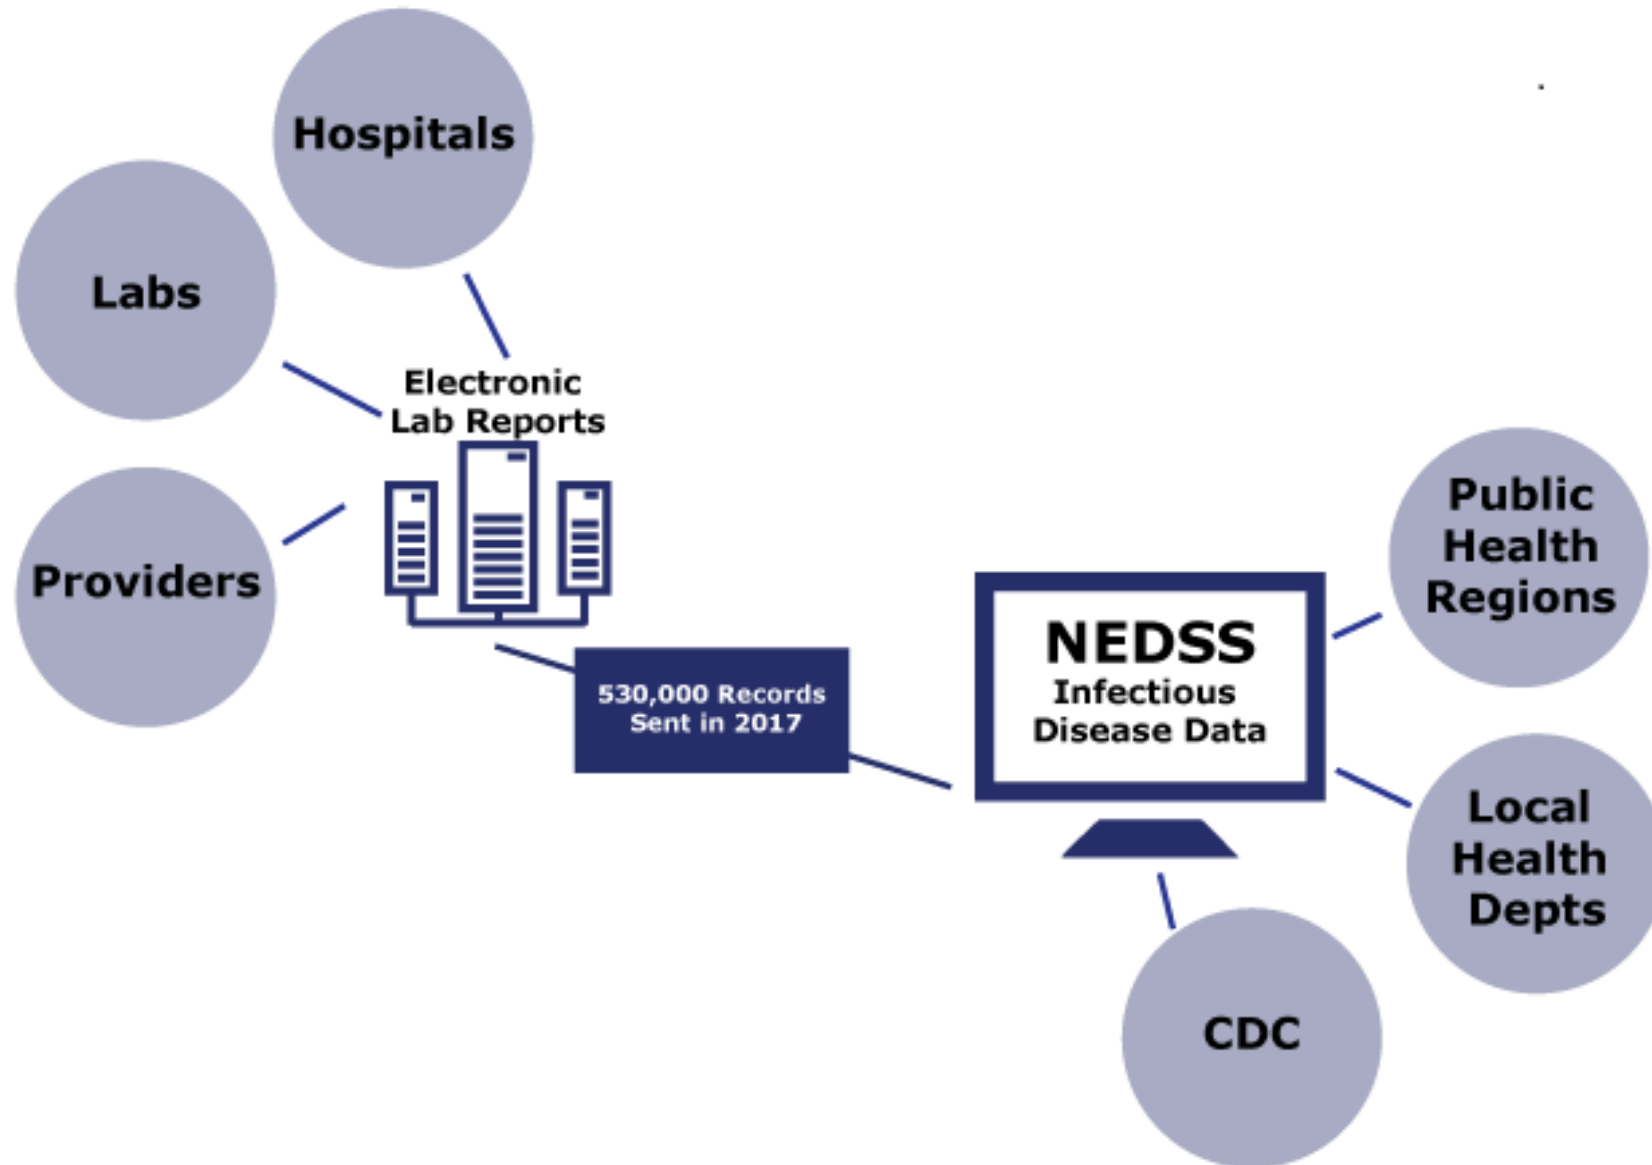 Hospitals
Labs
Providers
Electronic
Lab Reports
530,000 Records
Sent in 2017
NEDSS
Infectious
Disease Data
Public
Health
Regions
Local
Health
Depts
CDC